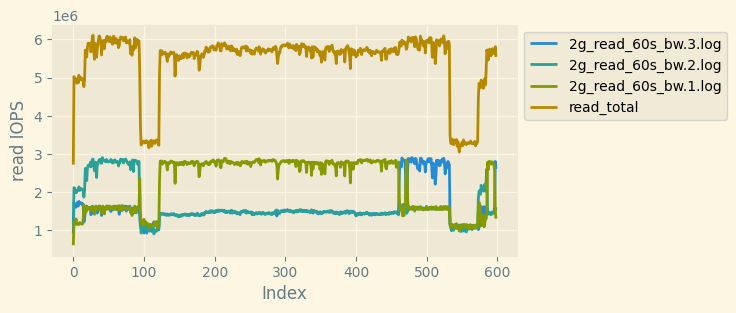 1e6
6
5
4
3
2
1
read IOPS
0
100
200
300
400
500
600
Index
2g_read_60s_bw.3.log
2g_read_60s_bw.2.log
2g_read_60s_bw.1.log
read_total